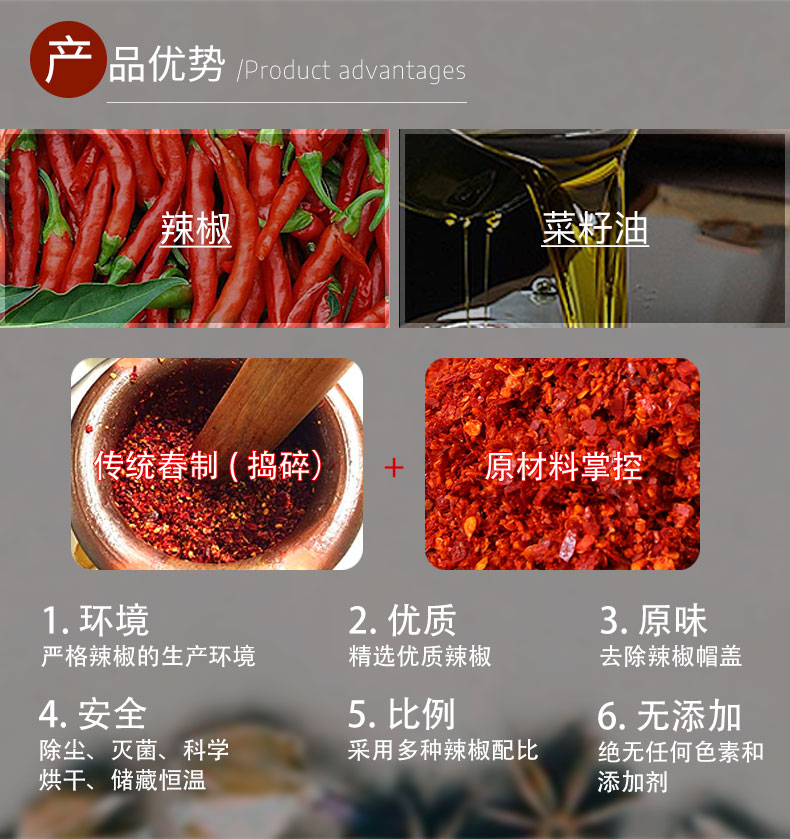 产品优势 /Product advantages
辣椒
菜籽油
传统舂制(捣碎)
+
原材料掌控
1. 环境
严格辣椒的生产环境
2. 优质
精选优质辣椒
3. 原味
去除辣椒帽盖
4. 安全
除尘、灭菌、科学
烘干、储藏恒温
5. 比例
采用多种辣椒配比
6. 无添加
绝无任何色素和
添加剂